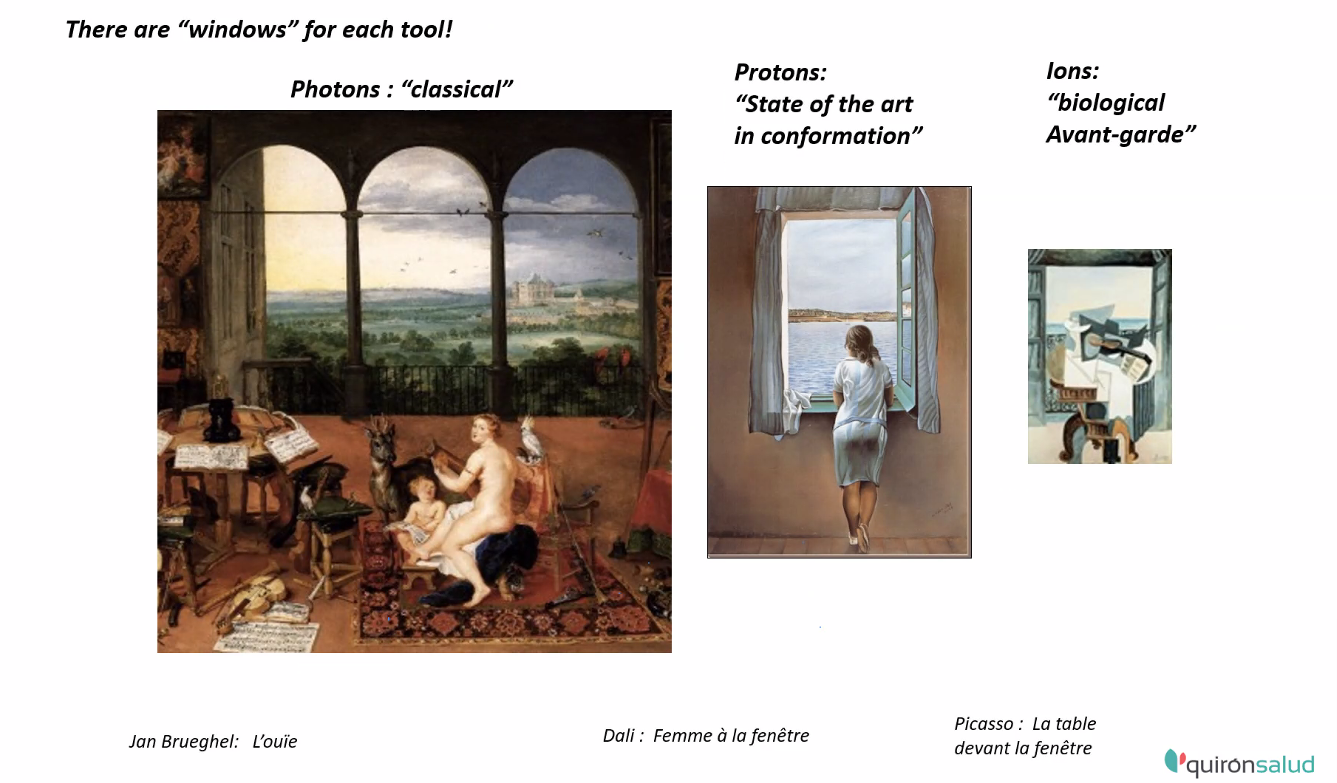 There are “windows” for each tool!
Photons : “classical”
Protons:
“State of the art
in conformation”
Ions:
“biological
Avant-garde”
Jan Brueghel:   L’ouïe
Dali :  Femme à la fenêtre
Picasso :  La table
devant la fenêtre
quirónsalud